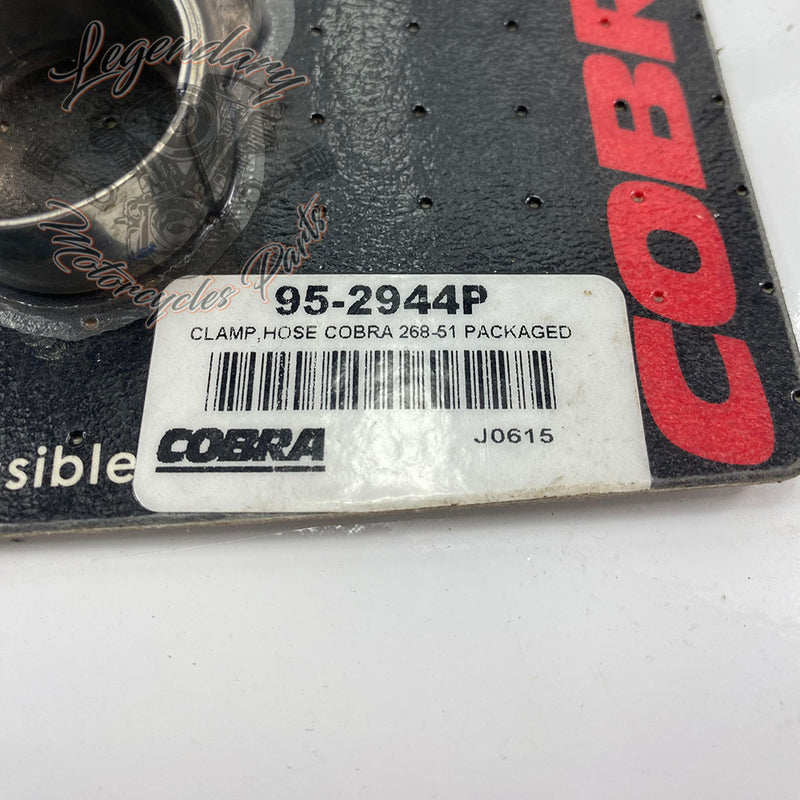 Legendary
Motorcycles Parts
COBR
95-2944P
CLAMP,HOSE COBRA 268-51 PACKAGED
COBRA
J0615
sible